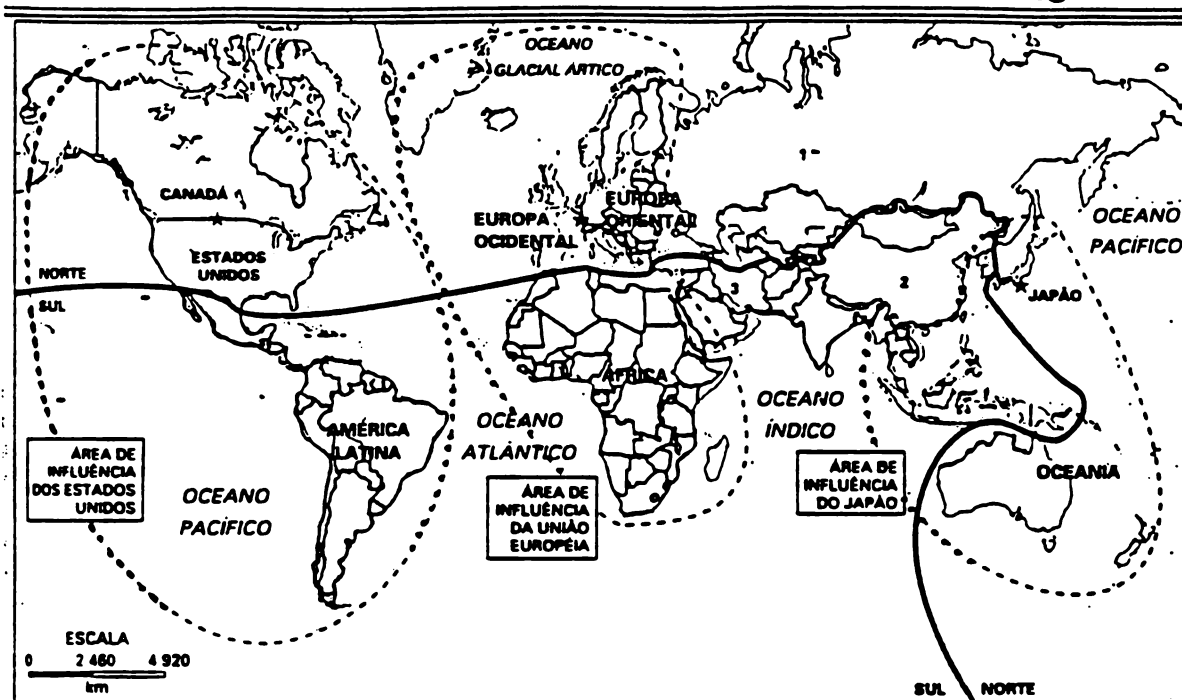 OCEANO
GLACIAL ÁRTICO
1
CANADÁ
EUROPA
ORIENTAL
EUROPA
OCIDENTAL
OCEANO
PACÍFICO
ESTADOS
UNIDOS
NORTE
SUL
3
2
JAPÃO
ÁFRICA
OCEANO
ÍNDICO
OCEANO
ATLÂNTICO
AMÉRICA
LATINA
ÁREA DE
INFLUÊNCIA
DOS ESTADOS
UNIDOS
ÁREA DE
INFLUÊNCIA
DO JAPÃO
OCEANIA
OCEANO
PACÍFICO
ÁREA DE
INFLUÊNCIA
DA UNIÃO
EUROPÉIA
ESCALA
0 2 460 4 920
km
SUL NORTE